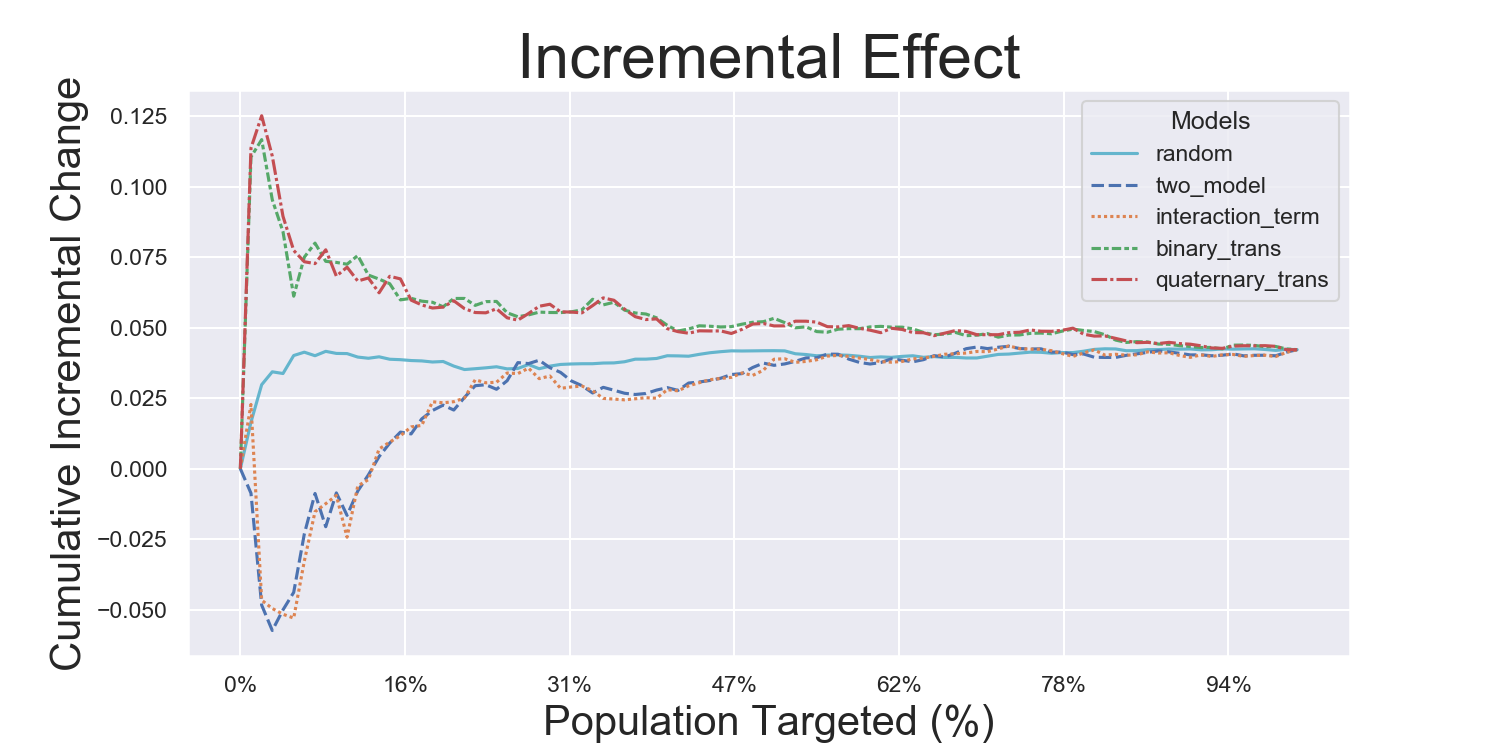 Incremental Effect
Cumulative Incremental Change
0.125
0.100
0.075
0.050
0.025
0.000
−0.025
−0.050
Models
random
two_model
interaction_term
binary_trans
quaternary_trans
0% 16% 31% 47% 62% 78% 94%
Population Targeted (%)